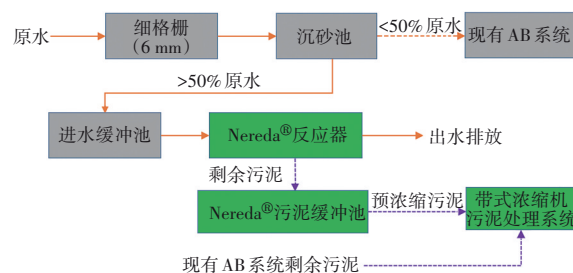 原水
细格栅
（6 mm）
沉砂池
<50% 原水
现有 AB 系统
>50% 原水
进水缓冲池
Nereda®反应器
出水排放
剩余污泥
Nereda®污泥缓冲池
预浓缩污泥
带式浓缩机
污泥处理系统
现有 AB 系统剩余污泥